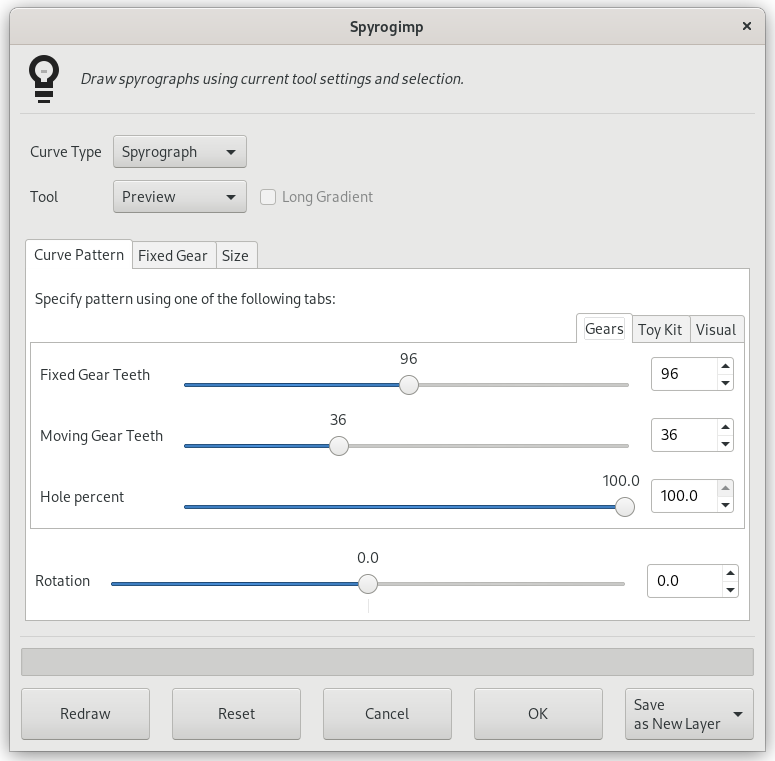 Spyrogimp
Draw spyrographs using current tool settings and selection.
Curve Type Spyrograph
Tool Preview Long Gradient
Curve Pattern Fixed Gear Size
Specify pattern using one of the following tabs:
Gears Toy Kit Visual
96
Fixed Gear Teeth 96
36
Moving Gear Teeth 36
100.0
Hole percent 100.0
0.0
Rotation 0.0
Redraw Reset Cancel OK Save
as New Layer